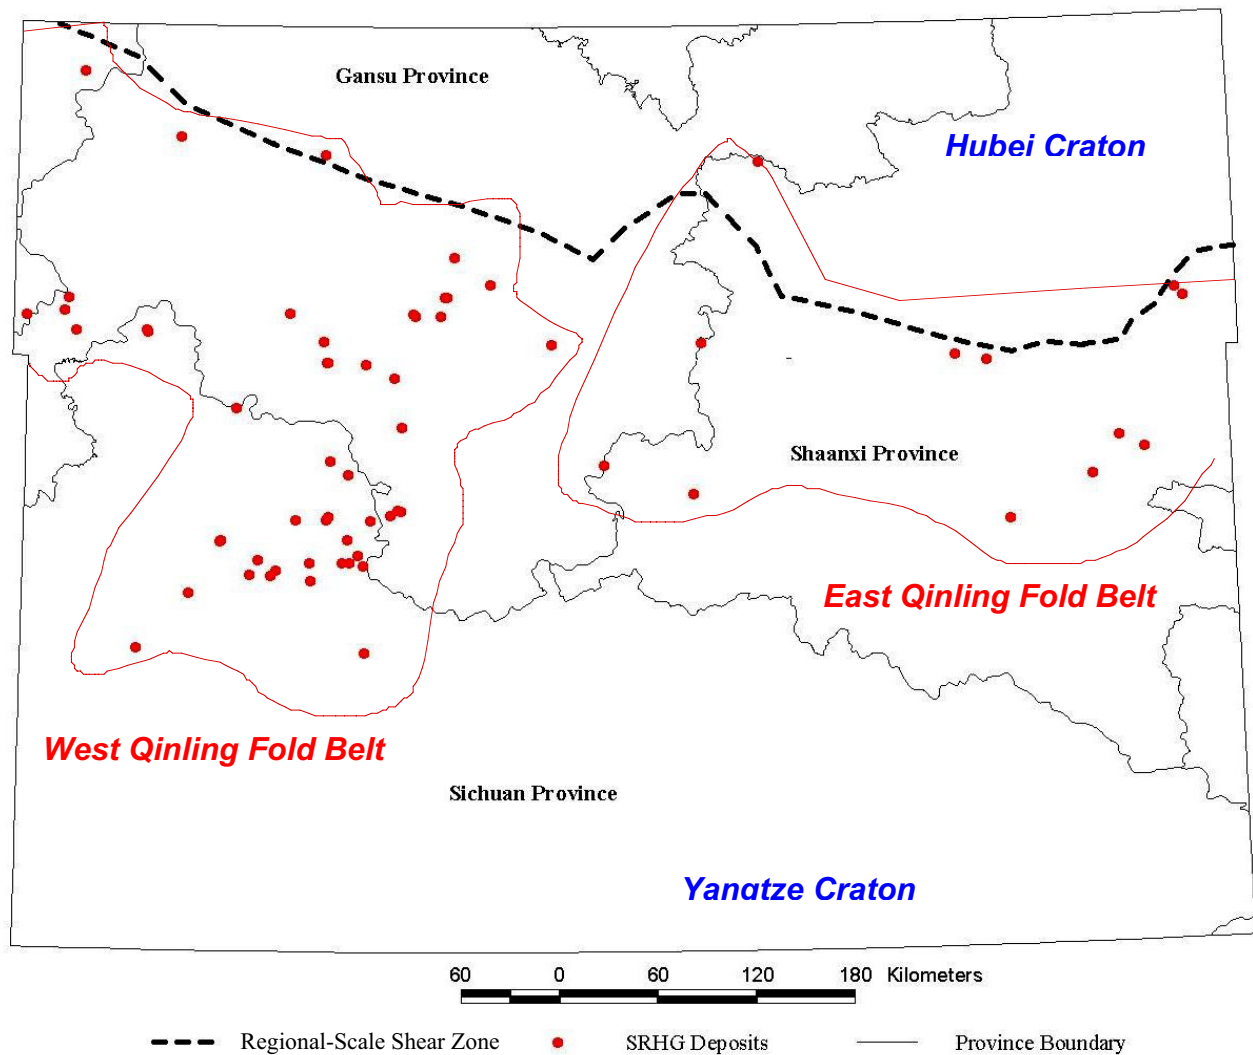 Gansu Province
Hubei Craton
Shaanxi Province
East Qinling Fold Belt
West Qinling Fold Belt
Sichuan Province
Yangtze Craton
60 0 60 120 180 Kilometers
Regional-Scale Shear Zone SRHG Deposits Province Boundary